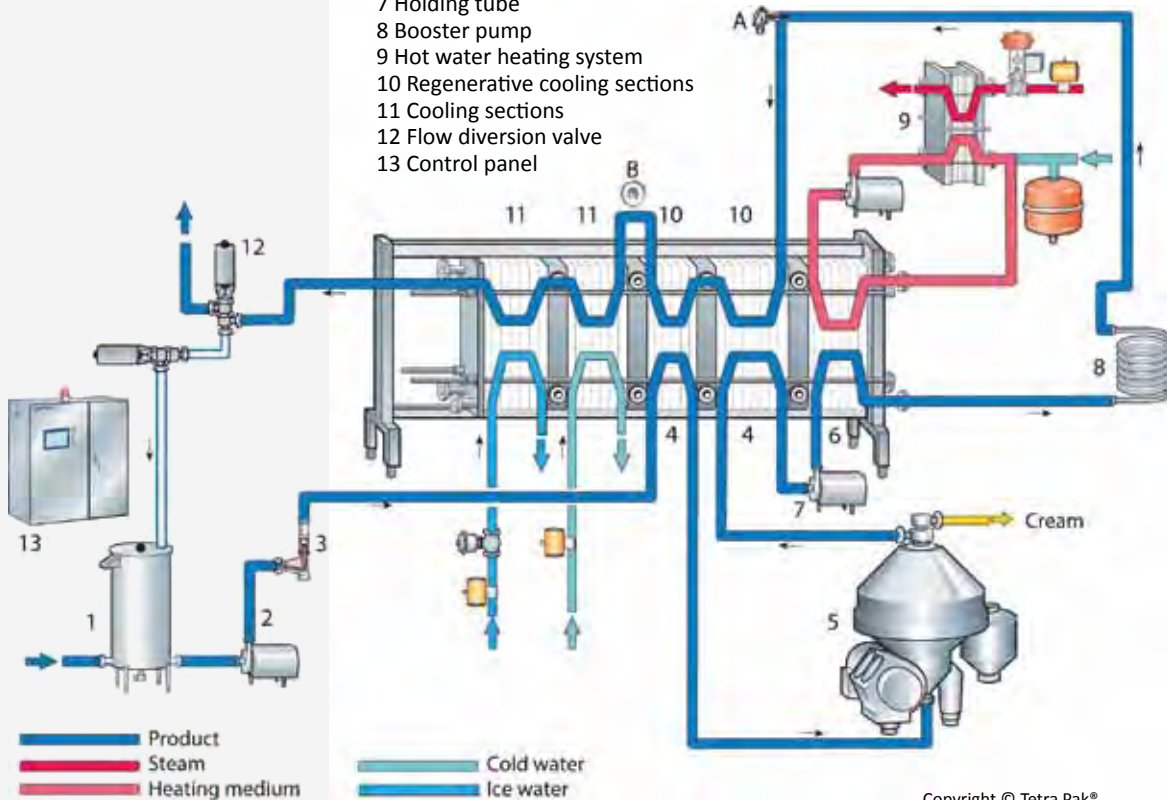 7 Holding tube
8 Booster pump
9 Hot water heating system
10 Regenerative cooling sections
11 Cooling sections
12 Flow diversion valve
13 Control panel
A
9
B
11 11 10 10
12
8
4 4 6
7
13
3
Cream
1
2
5
Product
Steam
Heating medium
Cold water
Ice water
Copyright © Tetra Pak®